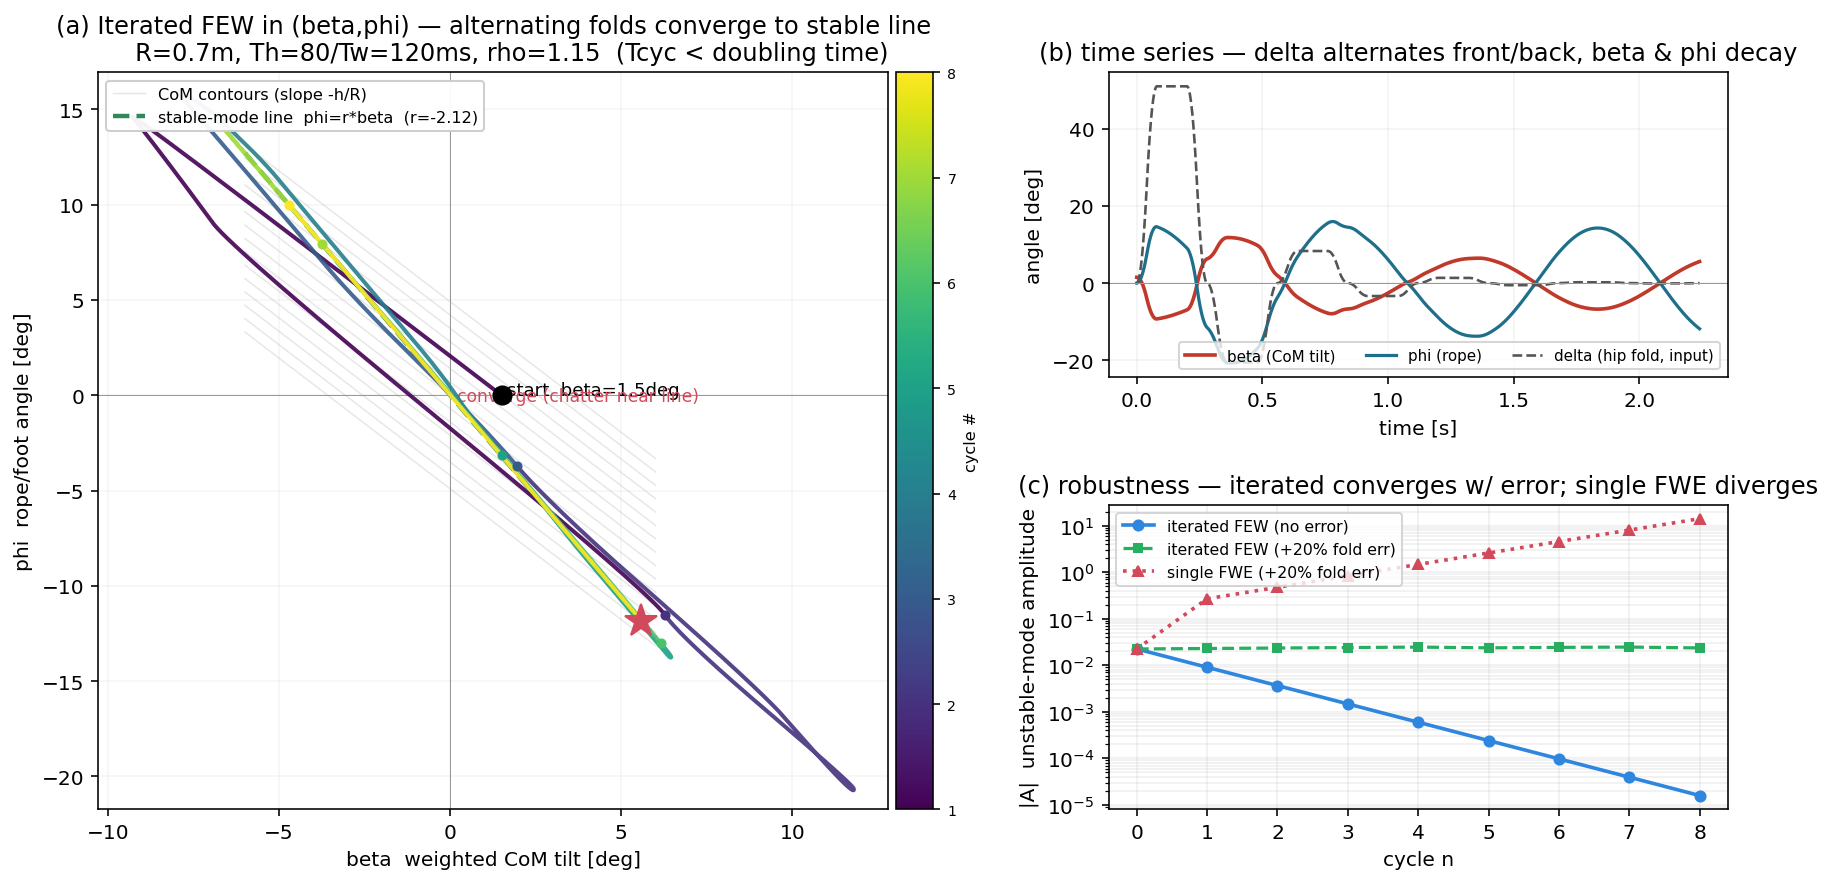 (a) Iterated FEW in (beta,phi) — alternating folds converge to stable line
R=0.7m, Th=80/Tw=120ms, rho=1.15 (Tcyc < doubling time)
CoM contours (slope -h/R)
stable-mode line phi=r*beta (r=-2.12)
15
10
5
0
−5
−10
−15
−20
phi rope/foot angle [deg]
start beta=1.5deg
converge (chatter near line)
−10
−5
0
5
10
beta weighted CoM tilt [deg]
8
7
6
5
4
3
2
1
cycle #
(b) time series — delta alternates front/back, beta & phi decay
40
20
0
−20
angle [deg]
beta (CoM tilt)
phi (rope)
delta (hip fold, input)
0.0
0.5
1.0
1.5
2.0
time [s]
(c) robustness — iterated converges w/ error; single FWE diverges
iterated FEW (no error)
iterated FEW (+20% fold err)
single FWE (+20% fold err)
10¹
10⁰
10⁻¹
10⁻²
10⁻³
10⁻⁴
10⁻⁵
|A| unstable-mode amplitude
0
1
2
3
4
5
6
7
8
cycle n